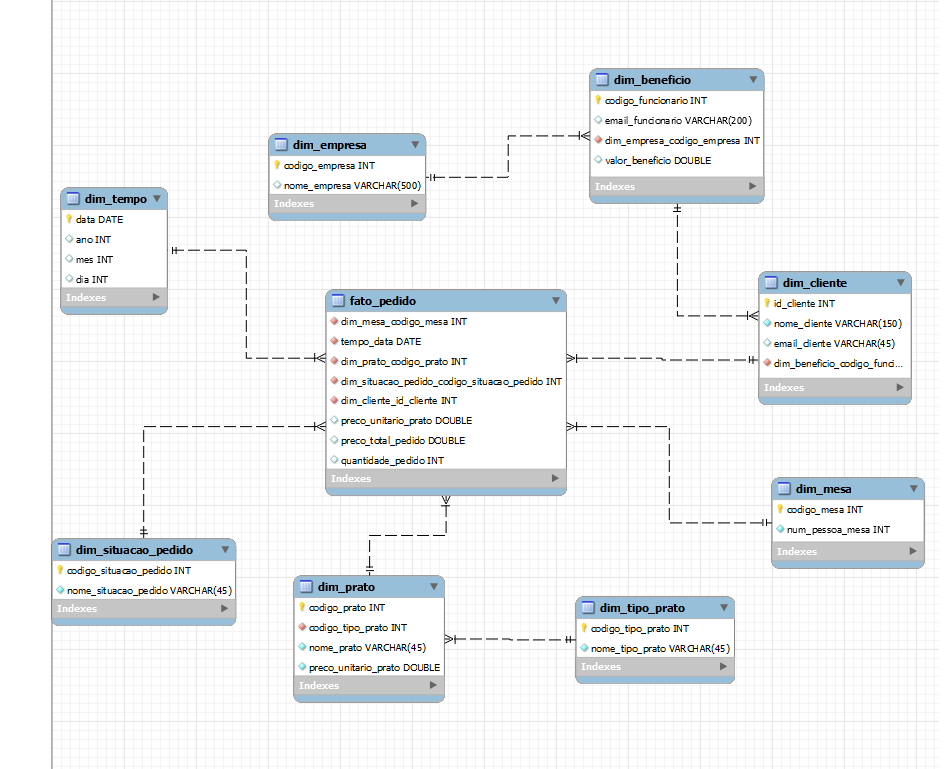 dim_beneficio
codigo_funcionario INT
email_funcionario VARCHAR(200)
dim_empresa_codigo_empresa INT
valor_beneficio DOUBLE
Indexes
dim_empresa
codigo_empresa INT
nome_empresa VARCHAR(500)
Indexes
dim_tempo
data DATE
ano INT
mes INT
dia INT
Indexes
dim_cliente
id_cliente INT
nome_cliente VARCHAR(150)
email_cliente VARCHAR(45)
dim_beneficio_codigo_funci...
Indexes
fato_pedido
dim_mesa_codigo_mesa INT
tempo_data DATE
dim_prato_codigo_prato INT
dim_situacao_pedido_codigo_situacao_pedido INT
dim_cliente_id_cliente INT
preco_unitario_prato DOUBLE
preco_total_pedido DOUBLE
quantidade_pedido INT
Indexes
dim_mesa
codigo_mesa INT
num_pessoa_mesa INT
Indexes
dim_situacao_pedido
codigo_situacao_pedido INT
nome_situacao_pedido VARCHAR(45)
Indexes
dim_prato
codigo_prato INT
codigo_tipo_prato INT
nome_prato VARCHAR(45)
preco_unitario_prato DOUBLE
Indexes
dim_tipo_prato
codigo_tipo_prato INT
nome_tipo_prato VARCHAR(45)
Indexes